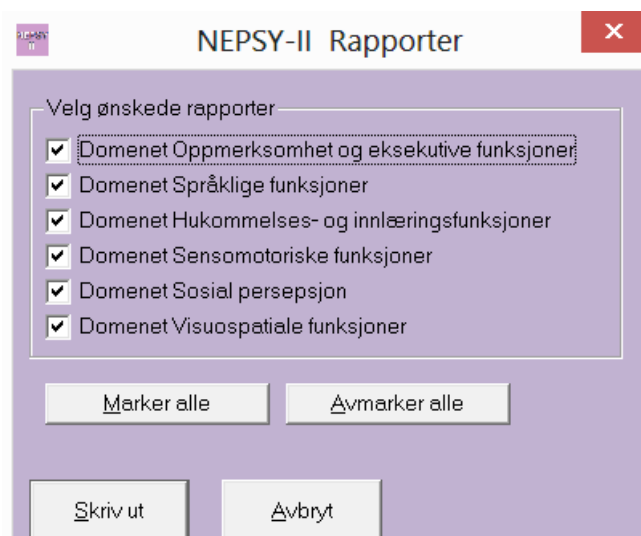 NEPSY-II Rapporter
Velg ønskede rapporter
Domenet Oppmerksomhet og eksekutive funksjoner
Domenet Språklige funksjoner
Domenet Hukommelses- og innlæringsfunksjoner
Domenet Sensomotoriske funksjoner
Domenet Sosial persepsjon
Domenet Visuospatiale funksjoner
Marker alle Avmarker alle
Skriv ut Avbryt